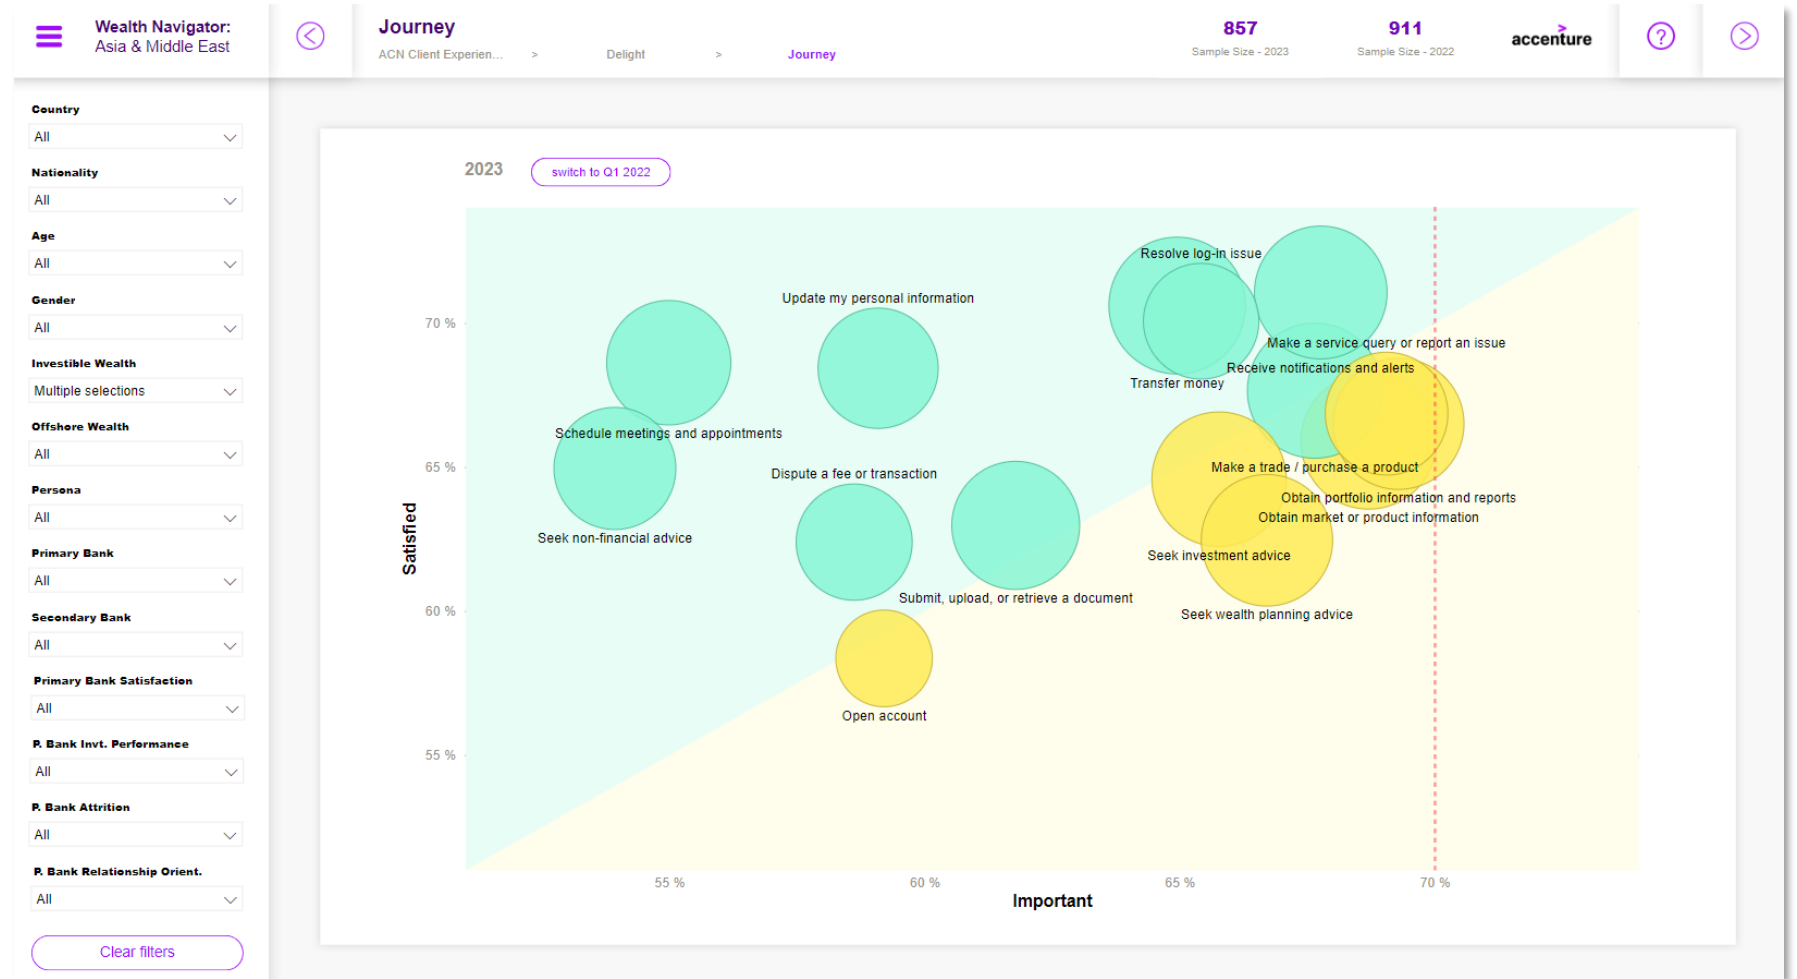 Wealth Navigator:
Asia & Middle East
Journey
ACN Client Experien... > Delight > Journey
857
Sample Size - 2023
911
Sample Size - 2022
accenture
?
Country
All
Nationality
All
Age
All
Gender
All
Investible Wealth
Multiple selections
Offshore Wealth
All
Persona
All
Primary Bank
All
Secondary Bank
All
Primary Bank Satisfaction
All
P. Bank Invt. Performance
All
P. Bank Attrition
All
P. Bank Relationship Orient.
All
Clear filters
2023
switch to Q1 2022
Resolve log-in issue
Update my personal information
70 %
Make a service query or report an issue
Receive notifications and alerts
Transfer money
Schedule meetings and appointments
65 %
Make a trade / purchase a product
Dispute a fee or transaction
Obtain portfolio information and reports
Obtain market or product information
Satisfied
Seek non-financial advice
Seek investment advice
Submit, upload, or retrieve a document
60 %
Seek wealth planning advice
Open account
55 %
55 % 60 % 65 % 70 %
Important